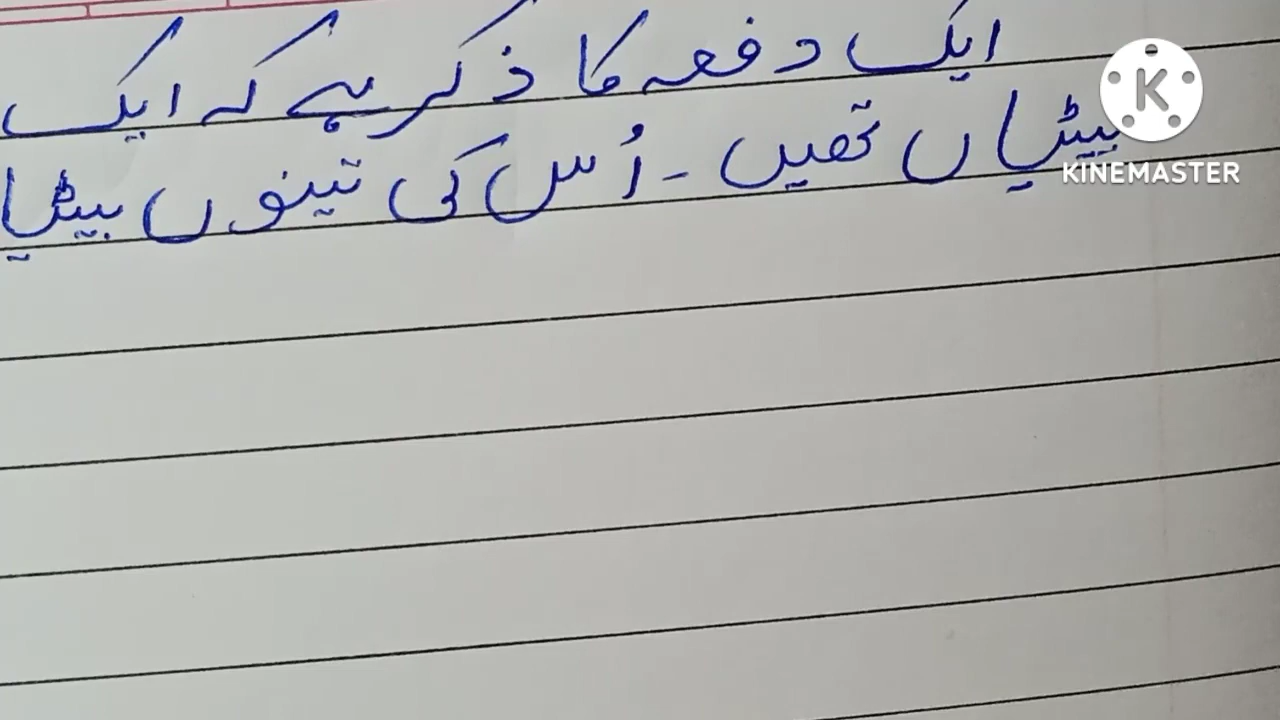 ایک دفعہ کا ذکر ہے کہ ایک
بیٹیاں تھیں ۔ اُس کی تینوں بیٹیا
KINEMASTER